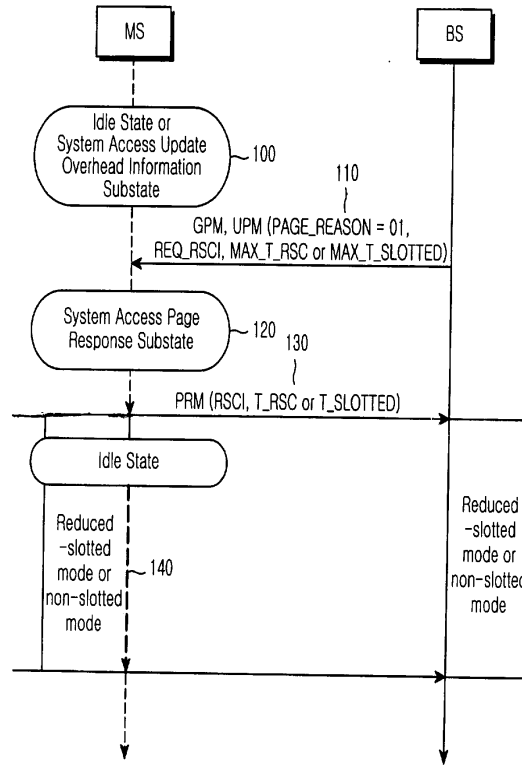 MS
BS
Idle State or
System Access Update
Overhead Information
Substate
100
110
GPM, UPM (PAGE_REASON = 01,
REQ_RSCI, MAX_T_RSC or MAX_T_SLOTTED)
System Access Page
Response Substate
120
130
PRM (RSCI, T_RSC or T_SLOTTED)
Idle State
Reduced
-slotted
mode or
non-slotted
mode
140
Reduced
-slotted
mode or
non-slotted
mode